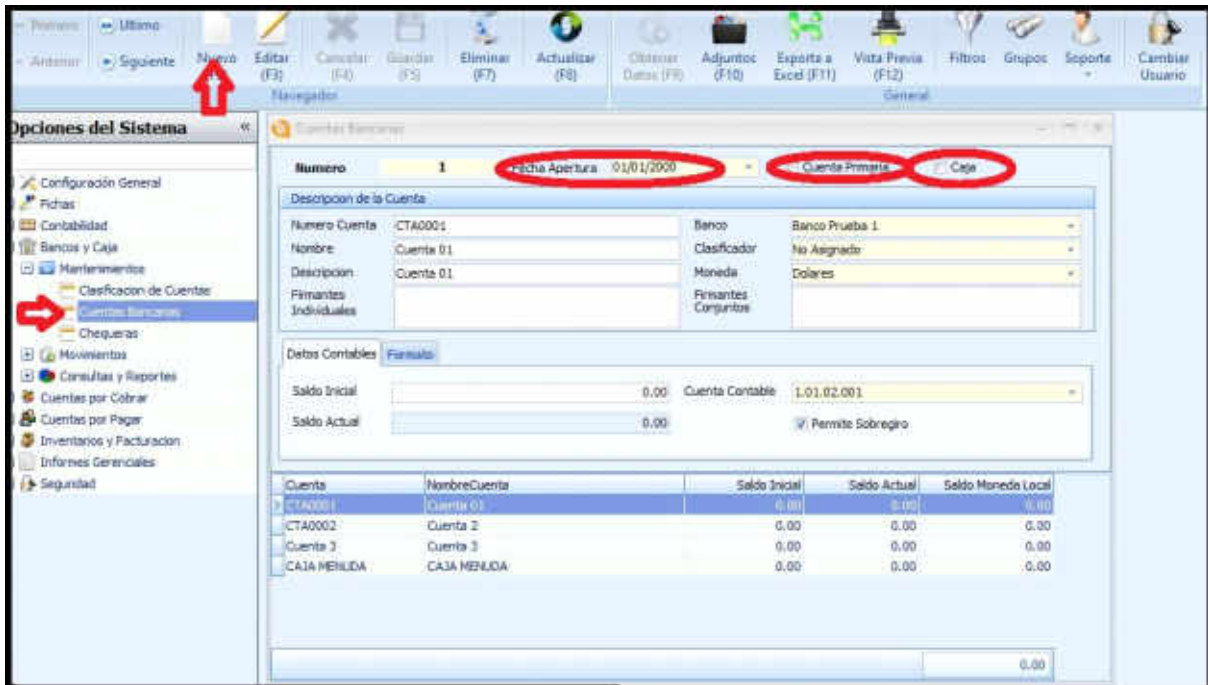 Primero
Ultimo
Anterior
Siguiente
Nuevo
Editar (F3)
Cancelar (F4)
Guardar (F5)
Eliminar (F7)
Actualizar (F8)
Obtener Datos (F9)
Adjuntos (F10)
Exporta a Excel (F11)
Vista Previa (F12)
Filtros
Grupos
Soporte
Cambiar Usuario
Navegador
General
Opciones del Sistema
«
Configuración General
Fichas
Contabilidad
Bancos y Caja
Mantenimientos
Clasificacion de Cuentas
Cuentas Bancarias
Chequeras
Movimientos
Consultas y Reportes
Cuentas por Cobrar
Cuentas por Pagar
Inventarios y Facturacion
Informes Gerenciales
Seguridad
Cuentas Bancarias
Numero 1 Fecha Apertura 01/01/2000 Cuenta Primaria Caja
Descripcion de la Cuenta
Numero Cuenta CTA0001 Banco Banco Prueba 1
Nombre Cuenta 01 Clasificador No Asignado
Descripcion Cuenta 01 Moneda Dolares
Firmantes Individuales Firmantes Conjuntos
Datos Contables Formato
Saldo Inicial 0.00 Cuenta Contable 1.01.02.001
Saldo Actual 0.00 Permite Sobregiro
Cuenta NombreCuenta Saldo Inicial Saldo Actual Saldo Moneda Local
CTA0001 Cuenta 01 0.00 0.00 0.00
CTA0002 Cuenta 2 0.00 0.00 0.00
Cuenta 3 Cuenta 3 0.00 0.00 0.00
CAJA MENUDA CAJA MENUDA 0.00 0.00 0.00
0.00